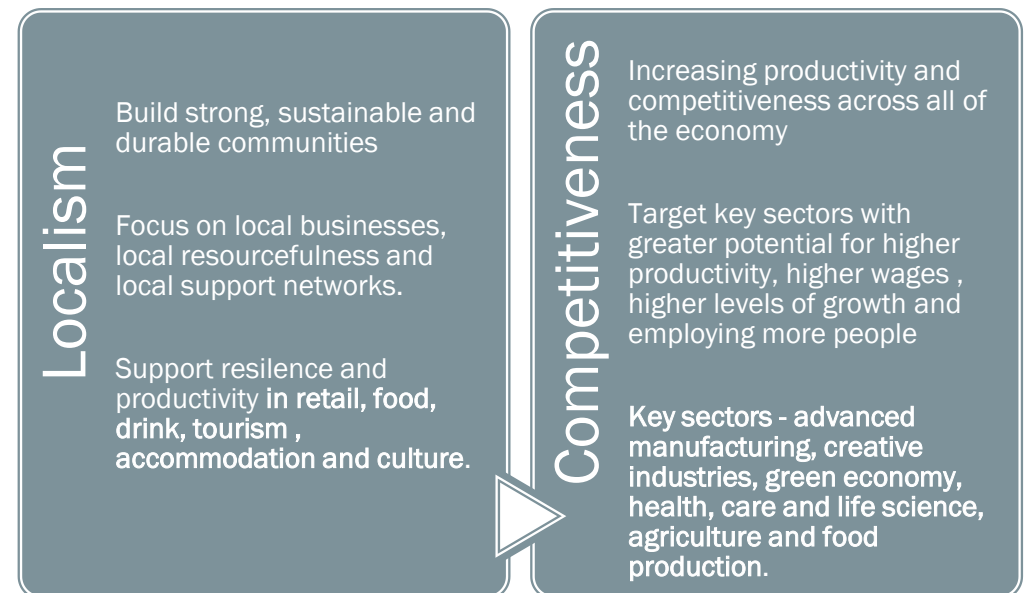 Localism
Build strong, sustainable and
durable communities
Focus on local businesses,
local resourcefulness and
local support networks.
Support resilence and
productivity in retail, food,
drink, tourism ,
accommodation and culture.
Competitiveness
Increasing productivity and
competitiveness across all of
the economy
Target key sectors with
greater potential for higher
productivity, higher wages ,
higher levels of growth and
employing more people
Key sectors - advanced
manufacturing, creative
industries, green economy,
health, care and life science,
agriculture and food
production.